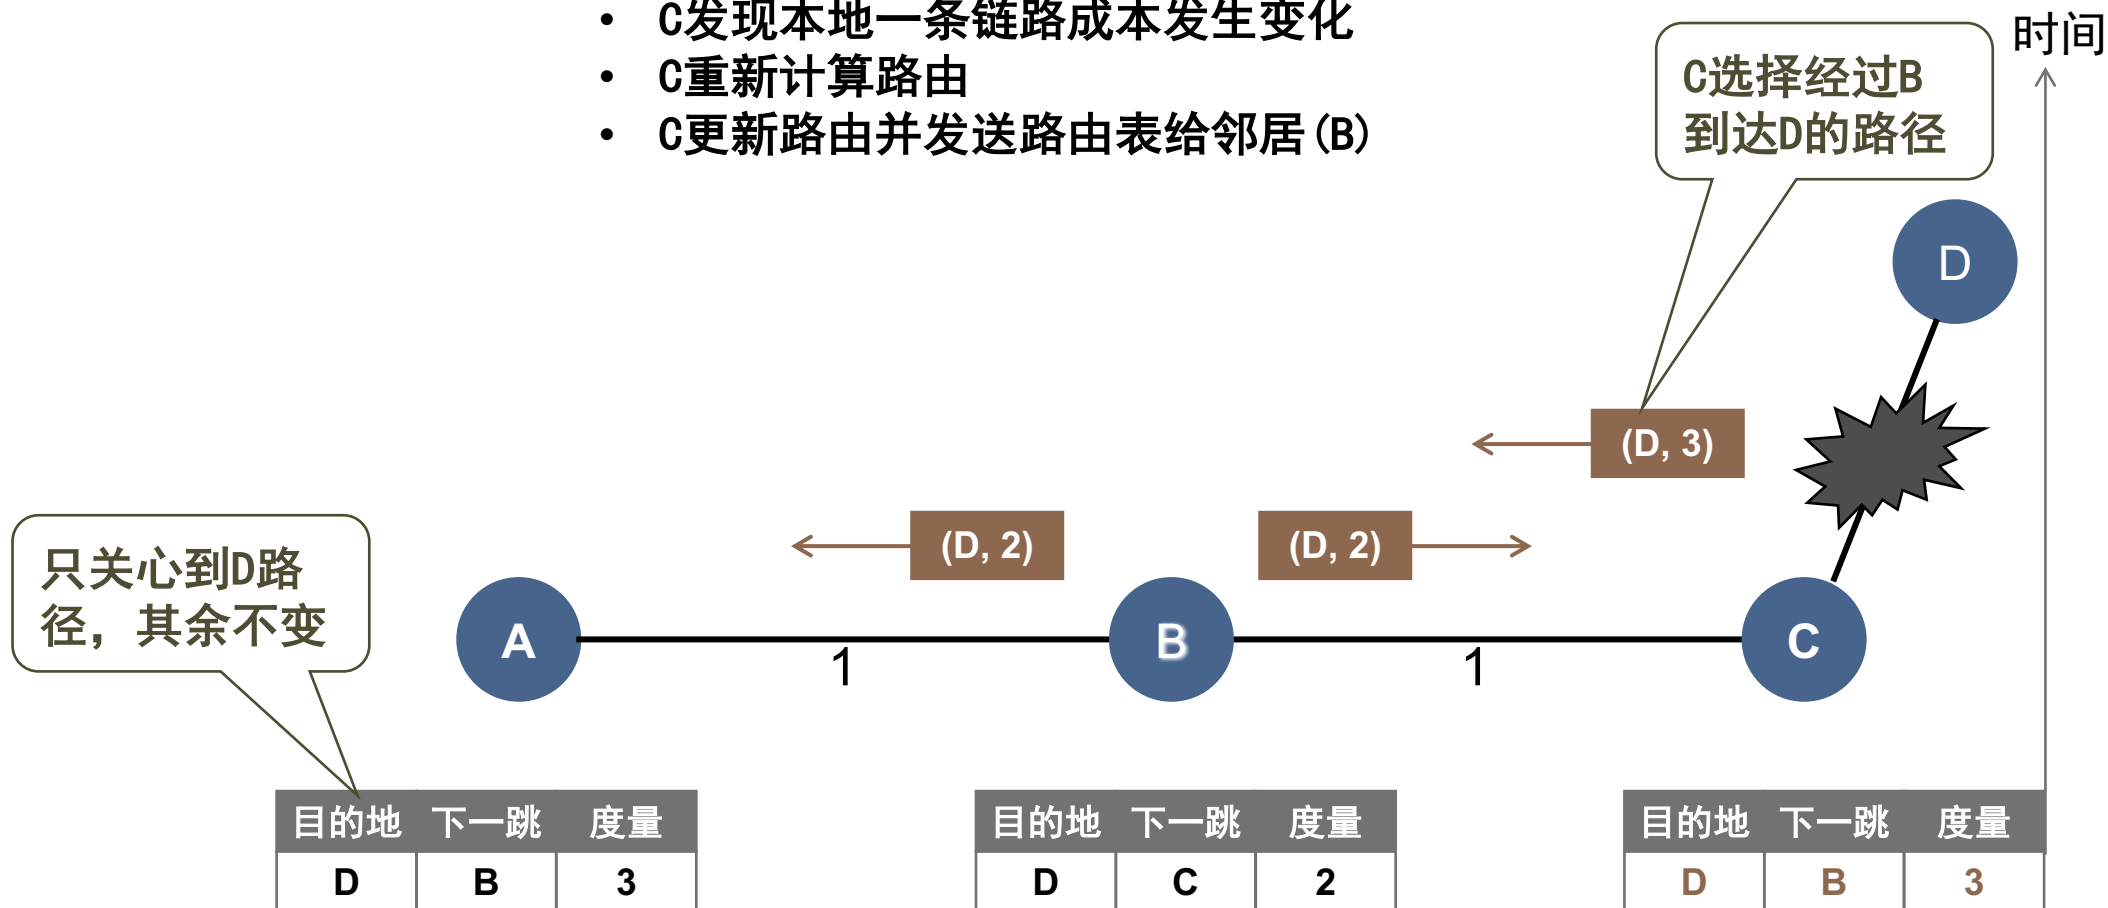 • C发现本地一条链路成本发生变化
• C重新计算路由
• C更新路由并发送路由表给邻居(B)
时间
C选择经过B
到达D的路径
D
(D, 3)
(D, 2)
(D, 2)
只关心到D路
径，其余不变
A
B
C
1
1
目的地 下一跳 度量
D B 3
目的地 下一跳 度量
D C 2
目的地 下一跳 度量
D B 3